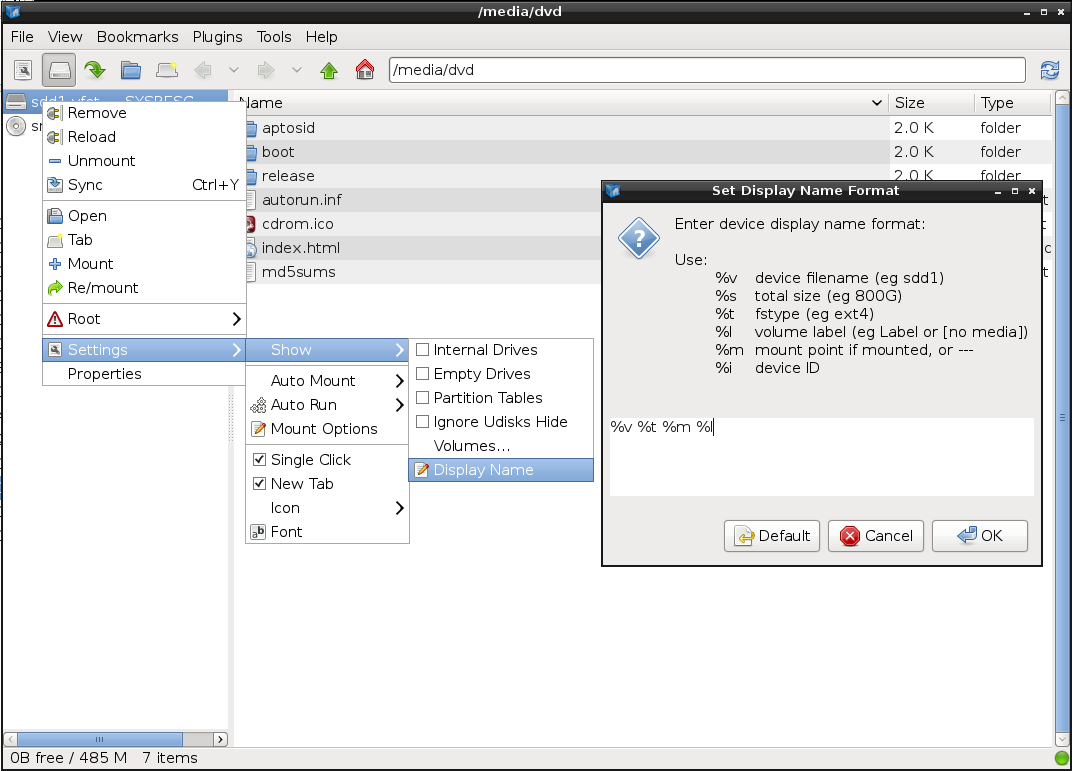 /media/dvd
File View Bookmarks Plugins Tools Help
/media/dvd
Name Size Type
aptosid 2.0 K folder
boot 2.0 K folder
release 2.0 K folder
autorun.inf
cdrom.ico
index.html
md5sums
Remove
Reload
Unmount
Sync Ctrl+Y
Open
Tab
Mount
Re/mount
Root
Settings
Properties
Show
Auto Mount
Auto Run
Mount Options
Single Click
New Tab
Icon
Font
Internal Drives
Empty Drives
Partition Tables
Ignore Udisks Hide
Volumes...
Display Name
Set Display Name Format
Enter device display name format:
Use:
%v device filename (eg sdd1)
%s total size (eg 800G)
%t fstype (eg ext4)
%l volume label (eg Label or [no media])
%m mount point if mounted, or ---
%i device ID
%v %t %m %l
Default Cancel OK
0B free / 485 M 7 items